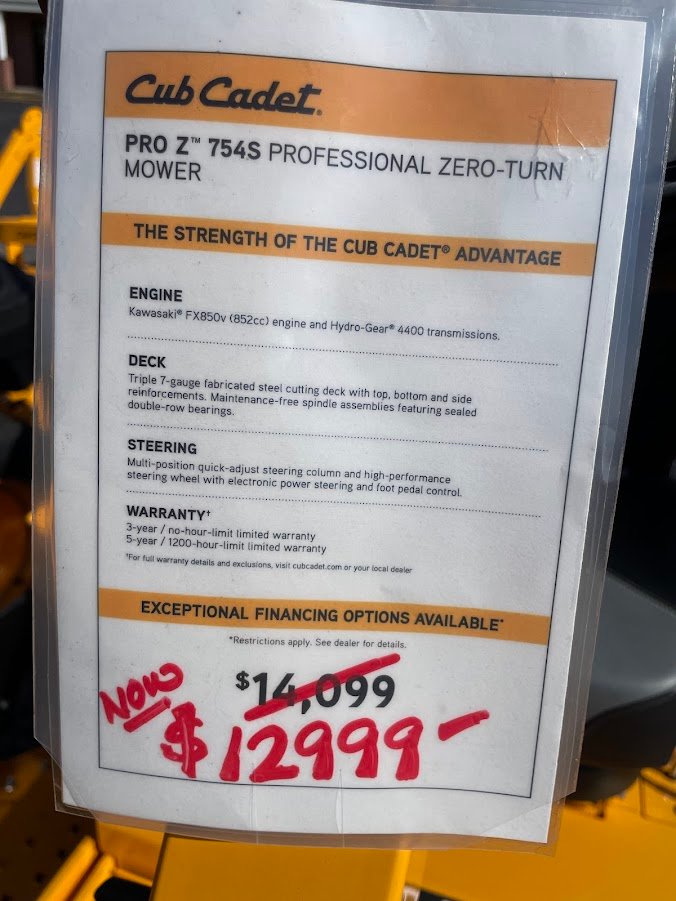 Cub Cadet®
PRO Z™ 754S PROFESSIONAL ZERO-TURN
MOWER
THE STRENGTH OF THE CUB CADET® ADVANTAGE
ENGINE
Kawasaki® FX850v (852cc) engine and Hydro-Gear® 4400 transmissions.
DECK
Triple 7-gauge fabricated steel cutting deck with top, bottom and side
reinforcements. Maintenance-free spindle assemblies featuring sealed
double-row bearings.
STEERING
Multi-position quick-adjust steering column and high-performance
steering wheel with electronic power steering and foot pedal control.
WARRANTY†
3-year / no-hour-limit limited warranty
5-year / 1200-hour-limit limited warranty
†For full warranty details and exclusions, visit cubcadet.com or your local dealer
EXCEPTIONAL FINANCING OPTIONS AVAILABLE*
*Restrictions apply. See dealer for details.
$14,099
NOW
$12999-